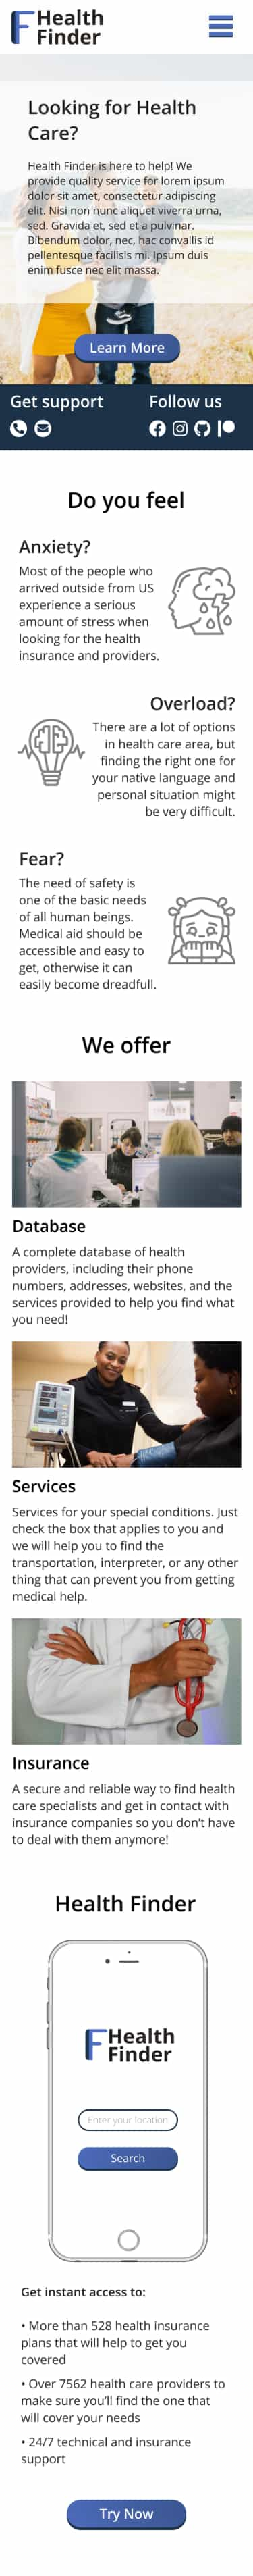 Health
Finder
Looking for Health
Care?
Health Finder is here to help! We
provide quality service for lorem ipsum
dolor sit amet, consectetur adipiscing
elit. Nisi non nunc aliquet viverra urna,
sed. Gravida et, sed et a pulvinar.
Bibendum dolor, nec, hac convallis id
pellentesque facilisis mi. Ipsum duis
enim fusce nec elit massa.
Learn More
Get support
Follow us
Do you feel
Anxiety?
Most of the people who
arrived outside from US
experience a serious
amount of stress when
looking for the health
insurance and providers.
Overload?
There are a lot of options
in health care area, but
finding the right one for
your native language and
personal situation might
be very difficult.
Fear?
The need of safety is
one of the basic needs
of all human beings.
Medical aid should be
accessible and easy to
get, otherwise it can
easily become dreadfull.
We offer
Database
A complete database of health
providers, including their phone
numbers, addresses, websites, and the
services provided to help you find what
you need!
Services
Services for your special conditions. Just
check the box that applies to you and
we will help you to find the
transportation, interpreter, or any other
thing that can prevent you from getting
medical help.
Insurance
A secure and reliable way to find health
care specialists and get in contact with
insurance companies so you don't have
to deal with them anymore!
Health Finder
Health
Finder
Enter your location
Search
Get instant access to:
• More than 528 health insurance
plans that will help to get you
covered
• Over 7562 health care providers to
make sure you'll find the one that
will cover your needs
• 24/7 technical and insurance
support
Try Now